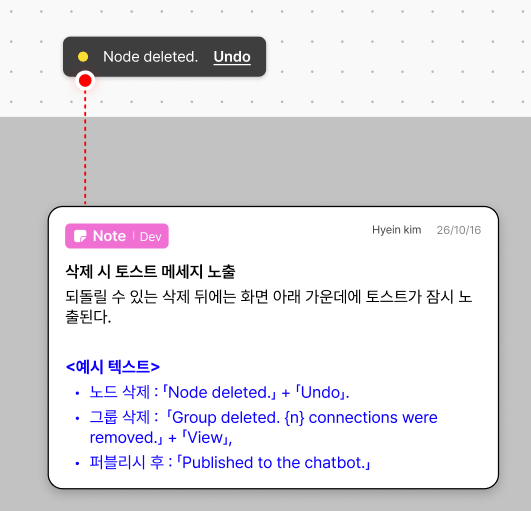 Node deleted. Undo
Note | Dev
Hyein kim 26/10/16
삭제 시 토스트 메세지 노출
되돌릴 수 있는 삭제 뒤에는 화면 아래 가운데에 토스트가 잠시 노
출된다.
<예시 텍스트>
• 노드 삭제 : ｢Node deleted.｣ + ｢Undo｣.
• 그룹 삭제 : ｢Group deleted. {n} connections were
removed.｣ + ｢View｣,
• 퍼블리시 후 : ｢Published to the chatbot.｣